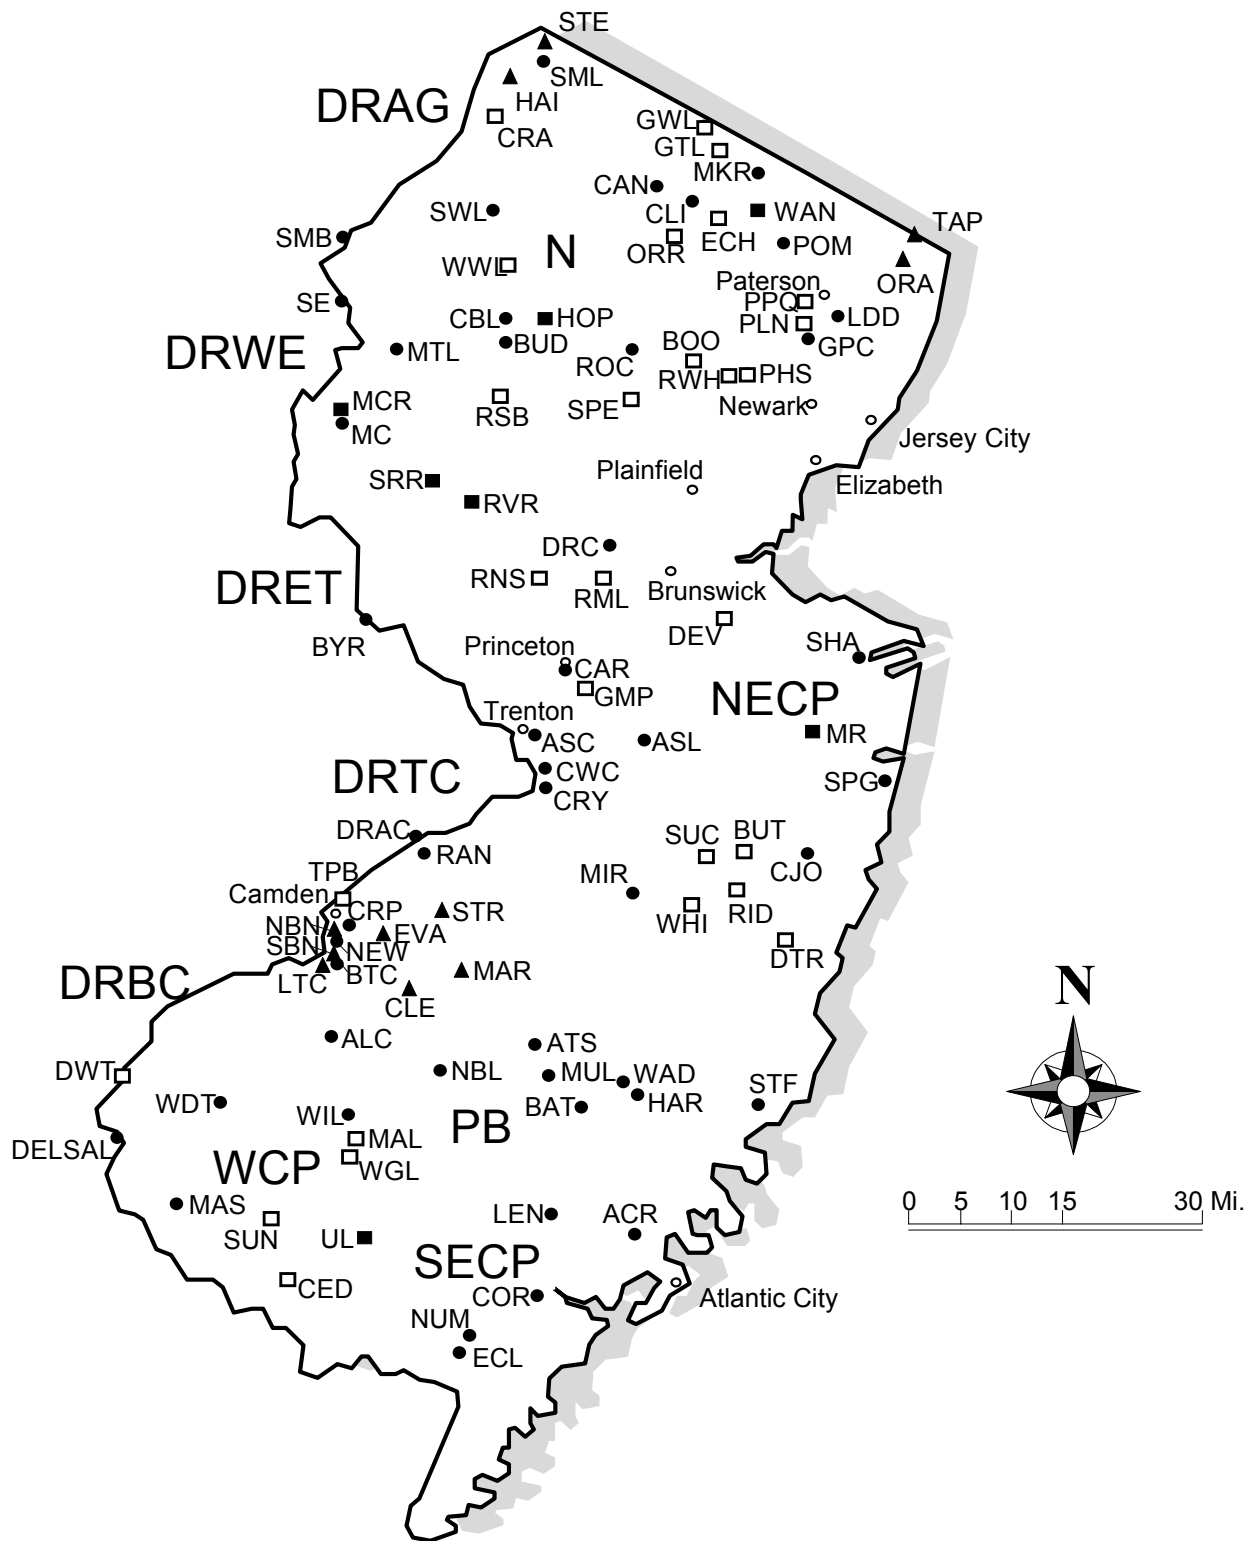 STE
SML
DRAG
HAI
GWL
CRA
GTL
MKR
CAN
SWL
CLI
WAN
TAP
SMB
ECH
POM
ORR
N
WWL
ORA
Paterson
PPQ
SE
CBL
HOP
LDD
PLN
BUD
BOO
GPC
DRWE
MTL
ROC
RWH
PHS
MCR
RSB
SPE
Newark
MC
Jersey City
Plainfield
SRR
Elizabeth
RVR
DRC
RNS
DRET
RML
Brunswick
DEV
BYR
Princeton
SHA
CAR
GMP
NECP
Trenton
ASC
ASL
MR
CWC
DRTC
SPG
CRY
DRAC
SUC
BUT
RAN
TPB
MIR
CJO
Camden
CRP
STR
RID
WHI
NBN
EVA
SBN
NEW
DTR
LTC
BTC
MAR
DRBC
CLE
N
ALC
ATS
DWT
NBL
MUL
WAD
STF
WDT
WIL
BAT
HAR
PB
MAL
DELSAL
WGL
WCP
MAS
0 5 10 15 30 Mi.
LEN
ACR
SUN
UL
SECP
CED
COR
Atlantic City
NUM
ECL